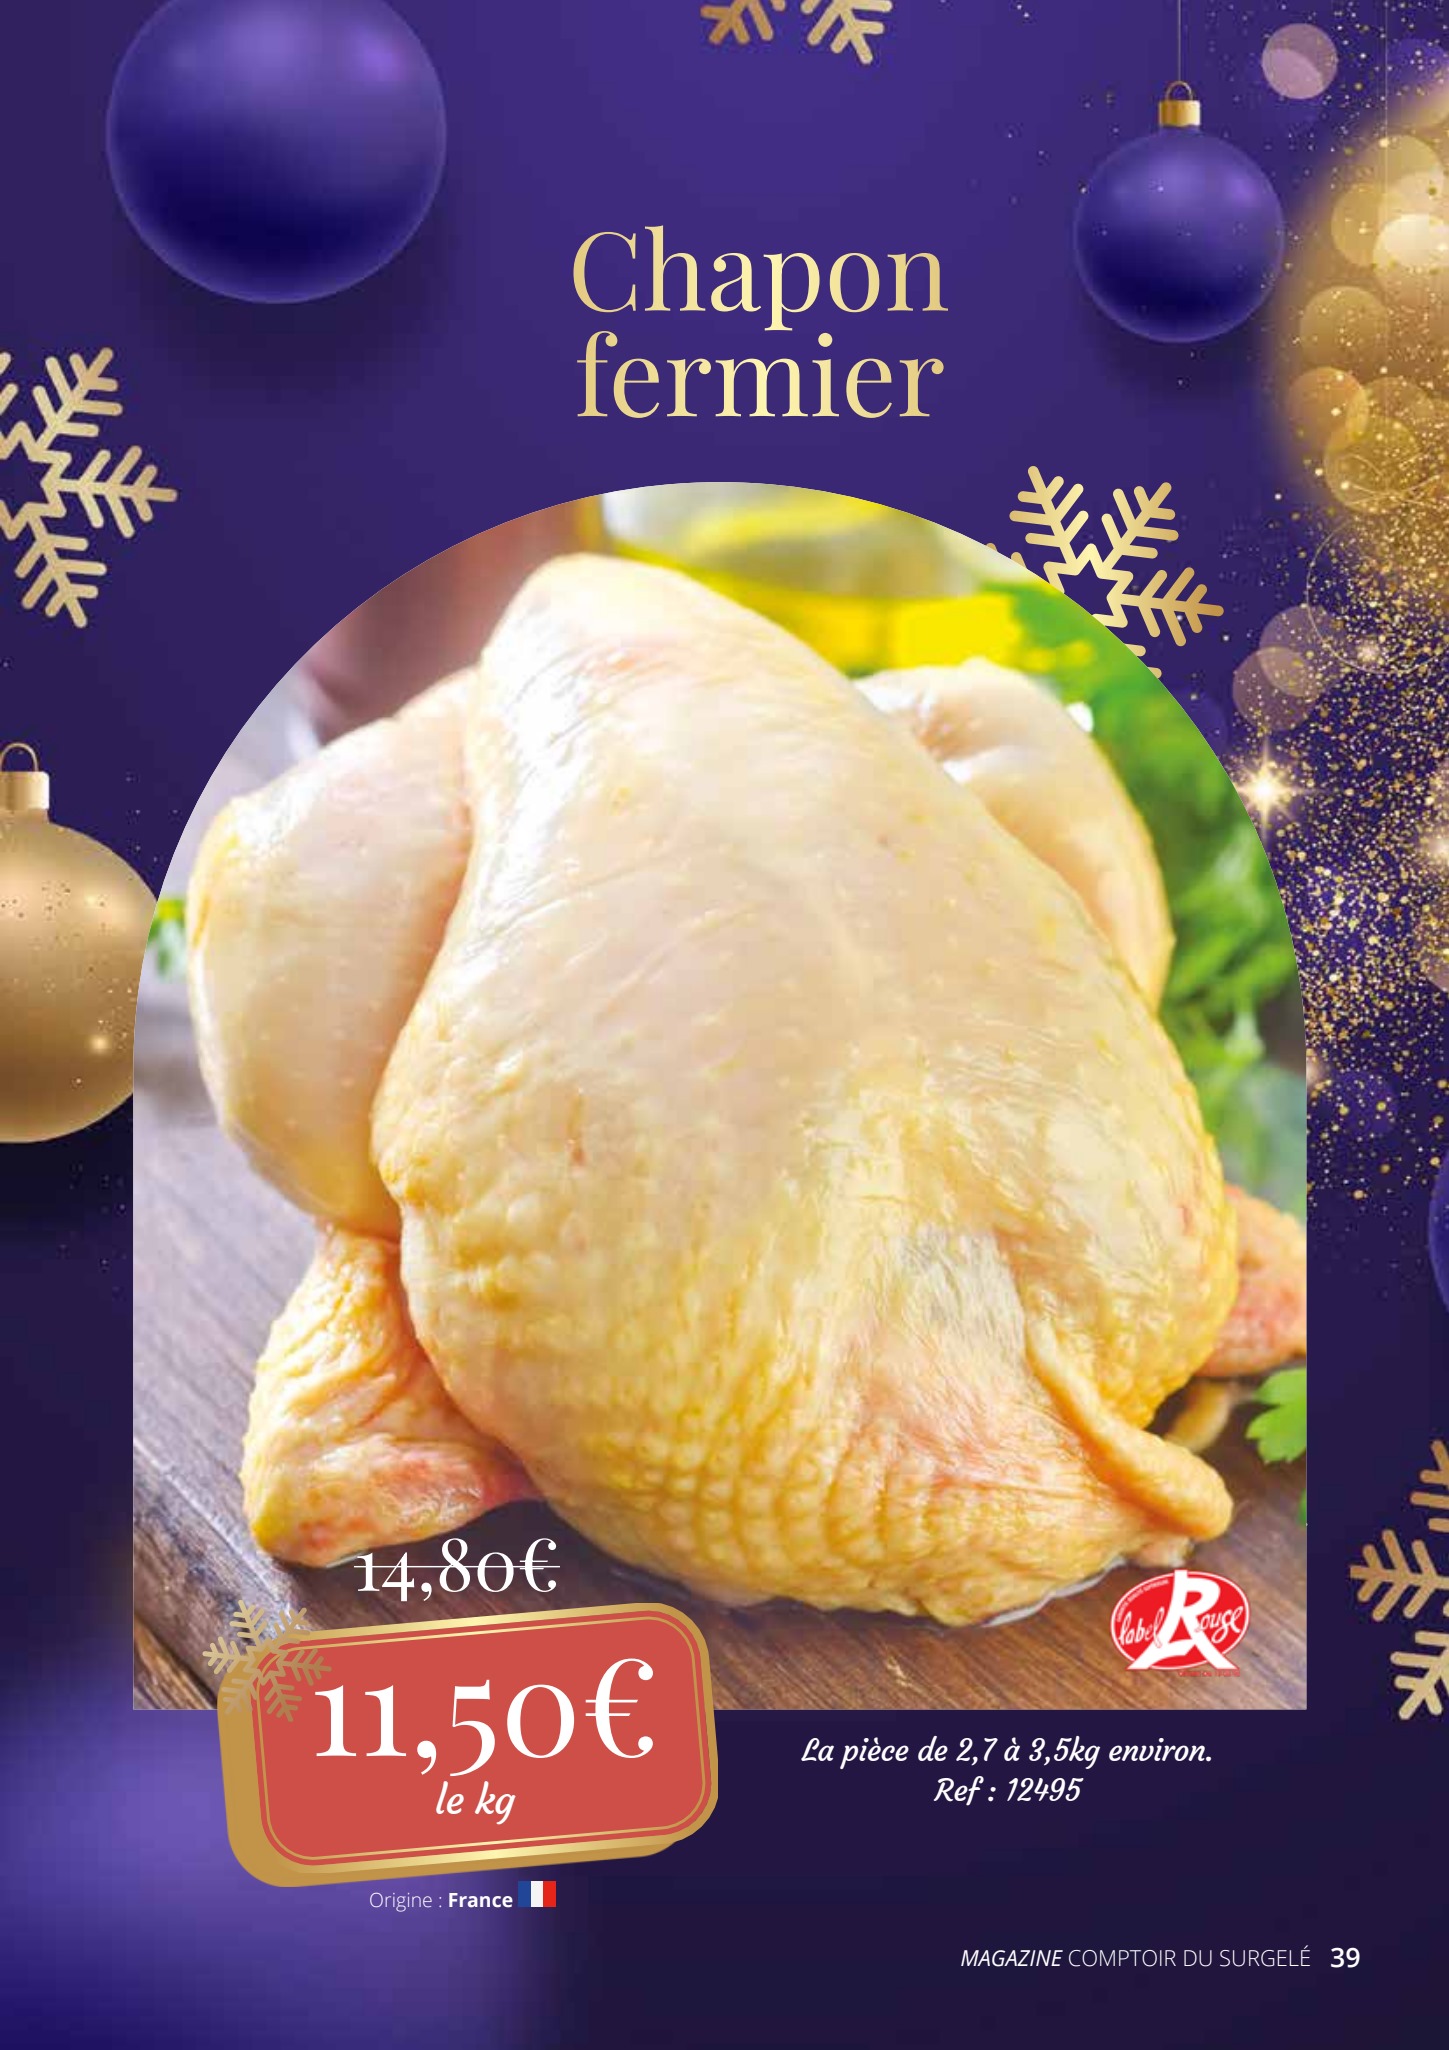 Chapon
fermier
14,80€
11,50€
le kg
label Rouge
La pièce de 2,7 à 3,5kg environ.
Ref : 12495
Origine : France
MAGAZINE COMPTOIR DU SURGELÉ 39